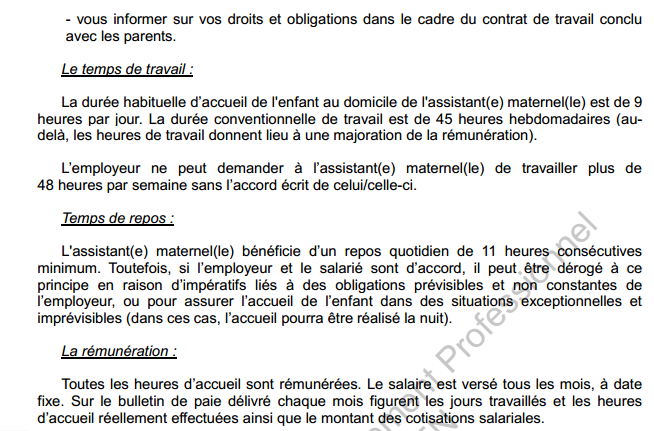 - vous informer sur vos droits et obligations dans le cadre du contrat de travail conclu
avec les parents.
Le temps de travail :
La durée habituelle d'accueil de l'enfant au domicile de l'assistant(e) maternel(le) est de 9
heures par jour. La durée conventionnelle de travail est de 45 heures hebdomadaires (au-
delà, les heures de travail donnent lieu à une majoration de la rémunération).
L'employeur ne peut demander à l'assistant(e) maternel(le) de travailler plus de
48 heures par semaine sans l'accord écrit de celui/celle-ci.
Temps de repos :
L'assistant(e) maternel(le) bénéficie d'un repos quotidien de 11 heures consécutives
minimum. Toutefois, si l'employeur et le salarié sont d'accord, il peut être dérogé à ce
principe en raison d'impératifs liés à des obligations prévisibles et non constantes de
l'employeur, ou pour assurer l'accueil de l'enfant dans des situations exceptionnelles et
imprévisibles (dans ces cas, l'accueil pourra être réalisé la nuit).
La rémunération :
Toutes les heures d'accueil sont rémunérées. Le salaire est versé tous les mois, à date
fixe. Sur le bulletin de paie délivré chaque mois figurent les jours travaillés et les heures
d'accueil réellement effectuées ainsi que le montant des cotisations salariales.
Professionnel